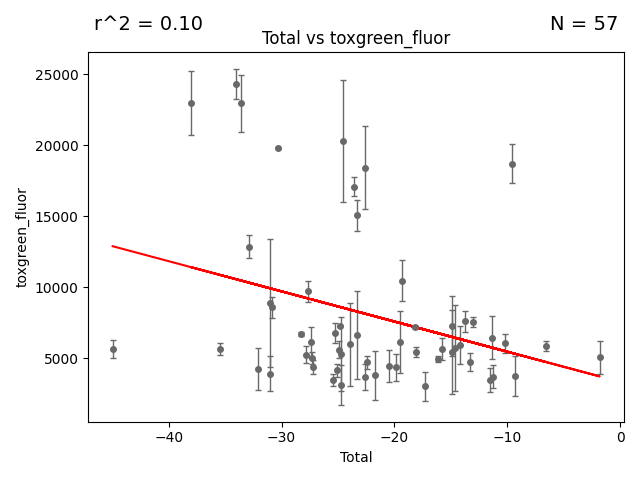 r^2 = 0.10
N = 57
Total vs toxgreen_fluor
25000
20000
15000
10000
5000
toxgreen_fluor
−40
−30
−20
−10
0
Total